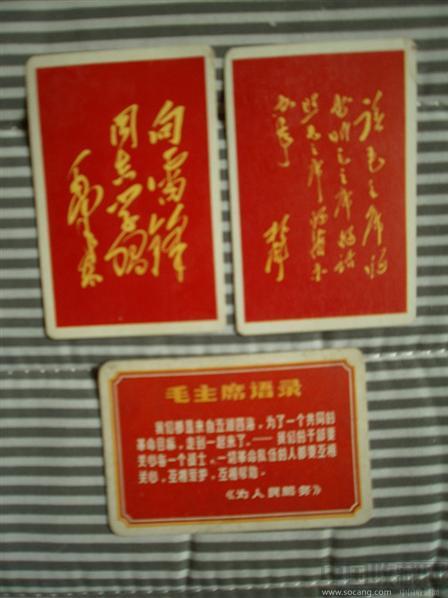 向雷锋
同志学习
毛泽东
读毛主席的
书听毛主席的话
照毛主席的指示
办事
林彪
毛主席语录
我们都是来自五湖四海，为了一个共同的
革命目标，走到一起来了。——我们的干部要
关心每一个战士，一切革命队伍的人都要互相
关心，互相爱护，互相帮助。
《为人民服务》
www.socang.com